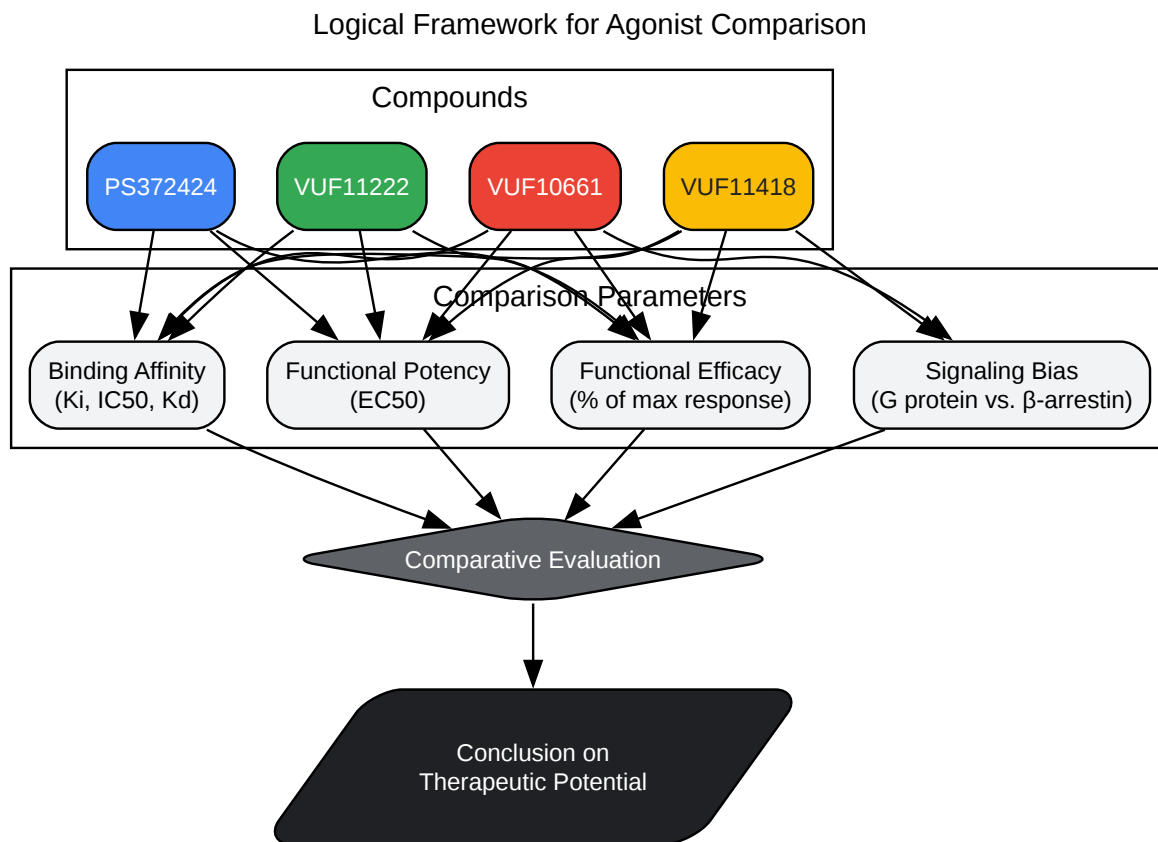 Logical Framework for Agonist Comparison
Compounds
PS372424
VUF11222
VUF10661
VUF11418
Comparison Parameters
Binding Affinity
(Ki, IC50, Kd)
Functional Potency
(EC50)
Functional Efficacy
(% of max response)
Signaling Bias
(G protein vs. β-arrestin)
Comparative Evaluation
Conclusion on
Therapeutic Potential